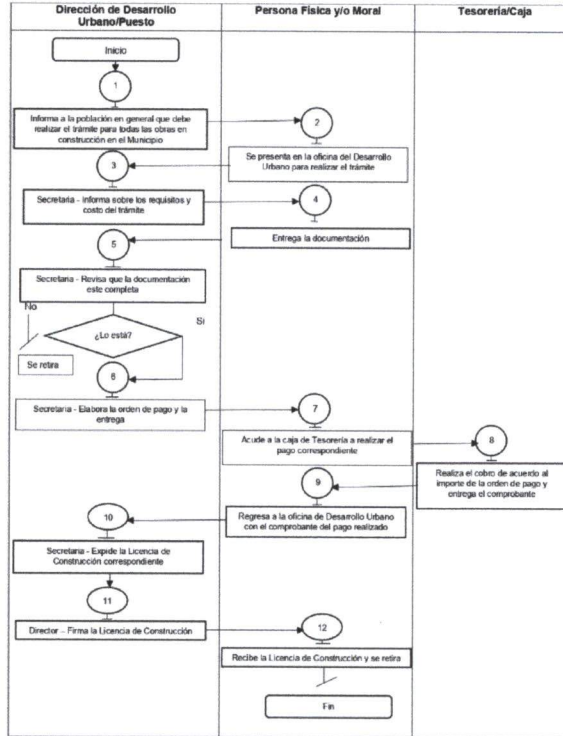 Dirección de Desarrollo
Urbano/Puesto
Persona Física y/o Moral
Tesorería/Caja
Inicio
1
Informa a la población en general que debe
realizar el trámite para todas las obras en
construcción en el Municipio
2
Se presenta en la oficina del Desarrollo
Urbano para realizar el trámite
3
Secretaria - Informa sobre los requisitos y
costo del trámite
4
Entrega la documentación
5
Secretaria - Revisa que la documentación
este completa
No
Si
¿Lo está?
Se retira
6
Secretaria - Elabora la orden de pago y la
entrega
7
Acude a la caja de Tesorería a realizar el
pago correspondiente
8
Realiza el cobro de acuerdo al
importe de la orden de pago y
entrega el comprobante
9
Regresa a la oficina de Desarrollo Urbano
con el comprobante del pago realizado
10
Secretaria - Expide la Licencia de
Construcción correspondiente
11
Director – Firma la Licencia de Construcción
12
Recibe la Licencia de Construcción y se retira
Fin